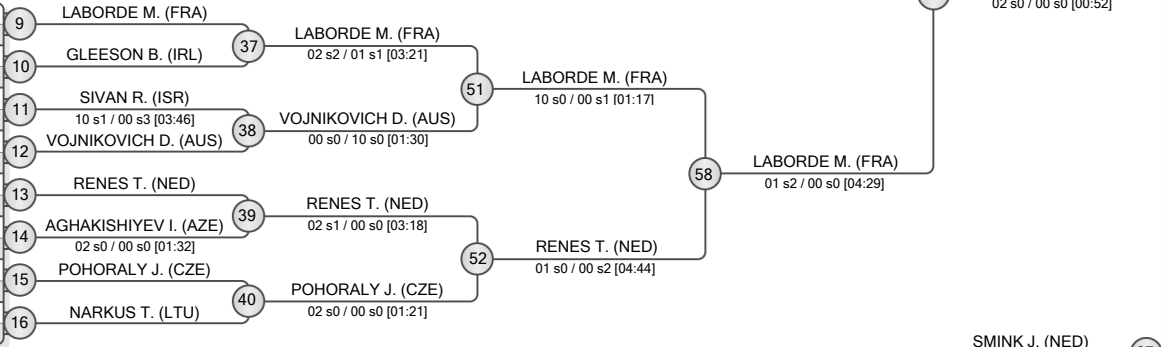 02 s0 / 00 s0 [00:52]
9
LABORDE M. (FRA)
37
LABORDE M. (FRA)
02 s2 / 01 s1 [03:21]
10
GLEESON B. (IRL)
51
LABORDE M. (FRA)
10 s0 / 00 s1 [01:17]
11
SIVAN R. (ISR)
10 s1 / 00 s3 [03:46]
38
VOJNIKOVICH D. (AUS)
00 s0 / 10 s0 [01:30]
12
VOJNIKOVICH D. (AUS)
58
LABORDE M. (FRA)
01 s2 / 00 s0 [04:29]
13
RENES T. (NED)
39
RENES T. (NED)
02 s1 / 00 s0 [03:18]
14
AGHAKISHIYEV I. (AZE)
02 s0 / 00 s0 [01:32]
52
RENES T. (NED)
01 s0 / 00 s2 [04:44]
15
POHORALY J. (CZE)
40
POHORALY J. (CZE)
02 s0 / 00 s0 [01:21]
16
NARKUS T. (LTU)
SMINK J. (NED)